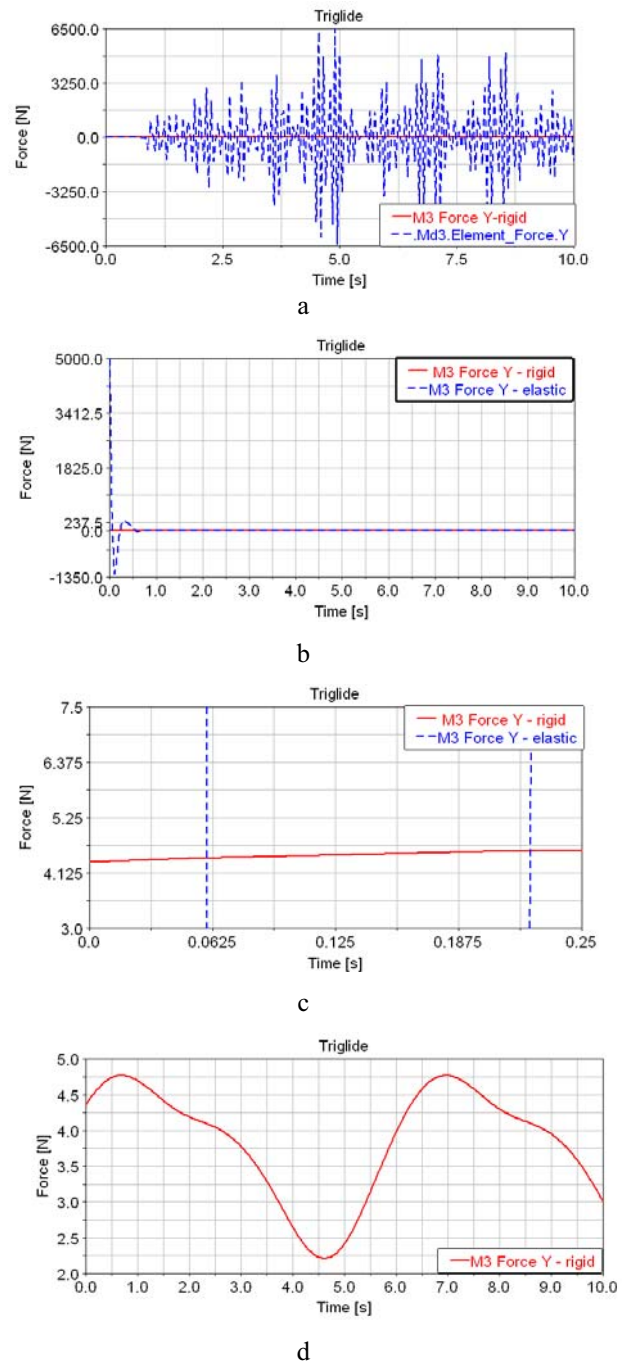 Triglide
6500.0
3250.0
0.0
-3250.0
-6500.0
Force [N]
M3 Force Y-rigid
.Md3.Element_Force.Y
0.0 2.5 5.0 7.5 10.0
Time [s]
a
Triglide
5000.0
3412.5
1825.0
237.5
0.0
-1350.0
Force [N]
M3 Force Y - rigid
M3 Force Y - elastic
0.0 1.0 2.0 3.0 4.0 5.0 6.0 7.0 8.0 9.0 10.0
Time [s]
b
Triglide
7.5
6.375
5.25
4.125
3.0
Force [N]
M3 Force Y - rigid
M3 Force Y - elastic
0.0 0.0625 0.125 0.1875 0.25
Time [s]
c
Triglide
5.0
4.5
4.0
3.5
3.0
2.5
2.0
Force [N]
M3 Force Y - rigid
0.0 1.0 2.0 3.0 4.0 5.0 6.0 7.0 8.0 9.0 10.0
Time [s]
d